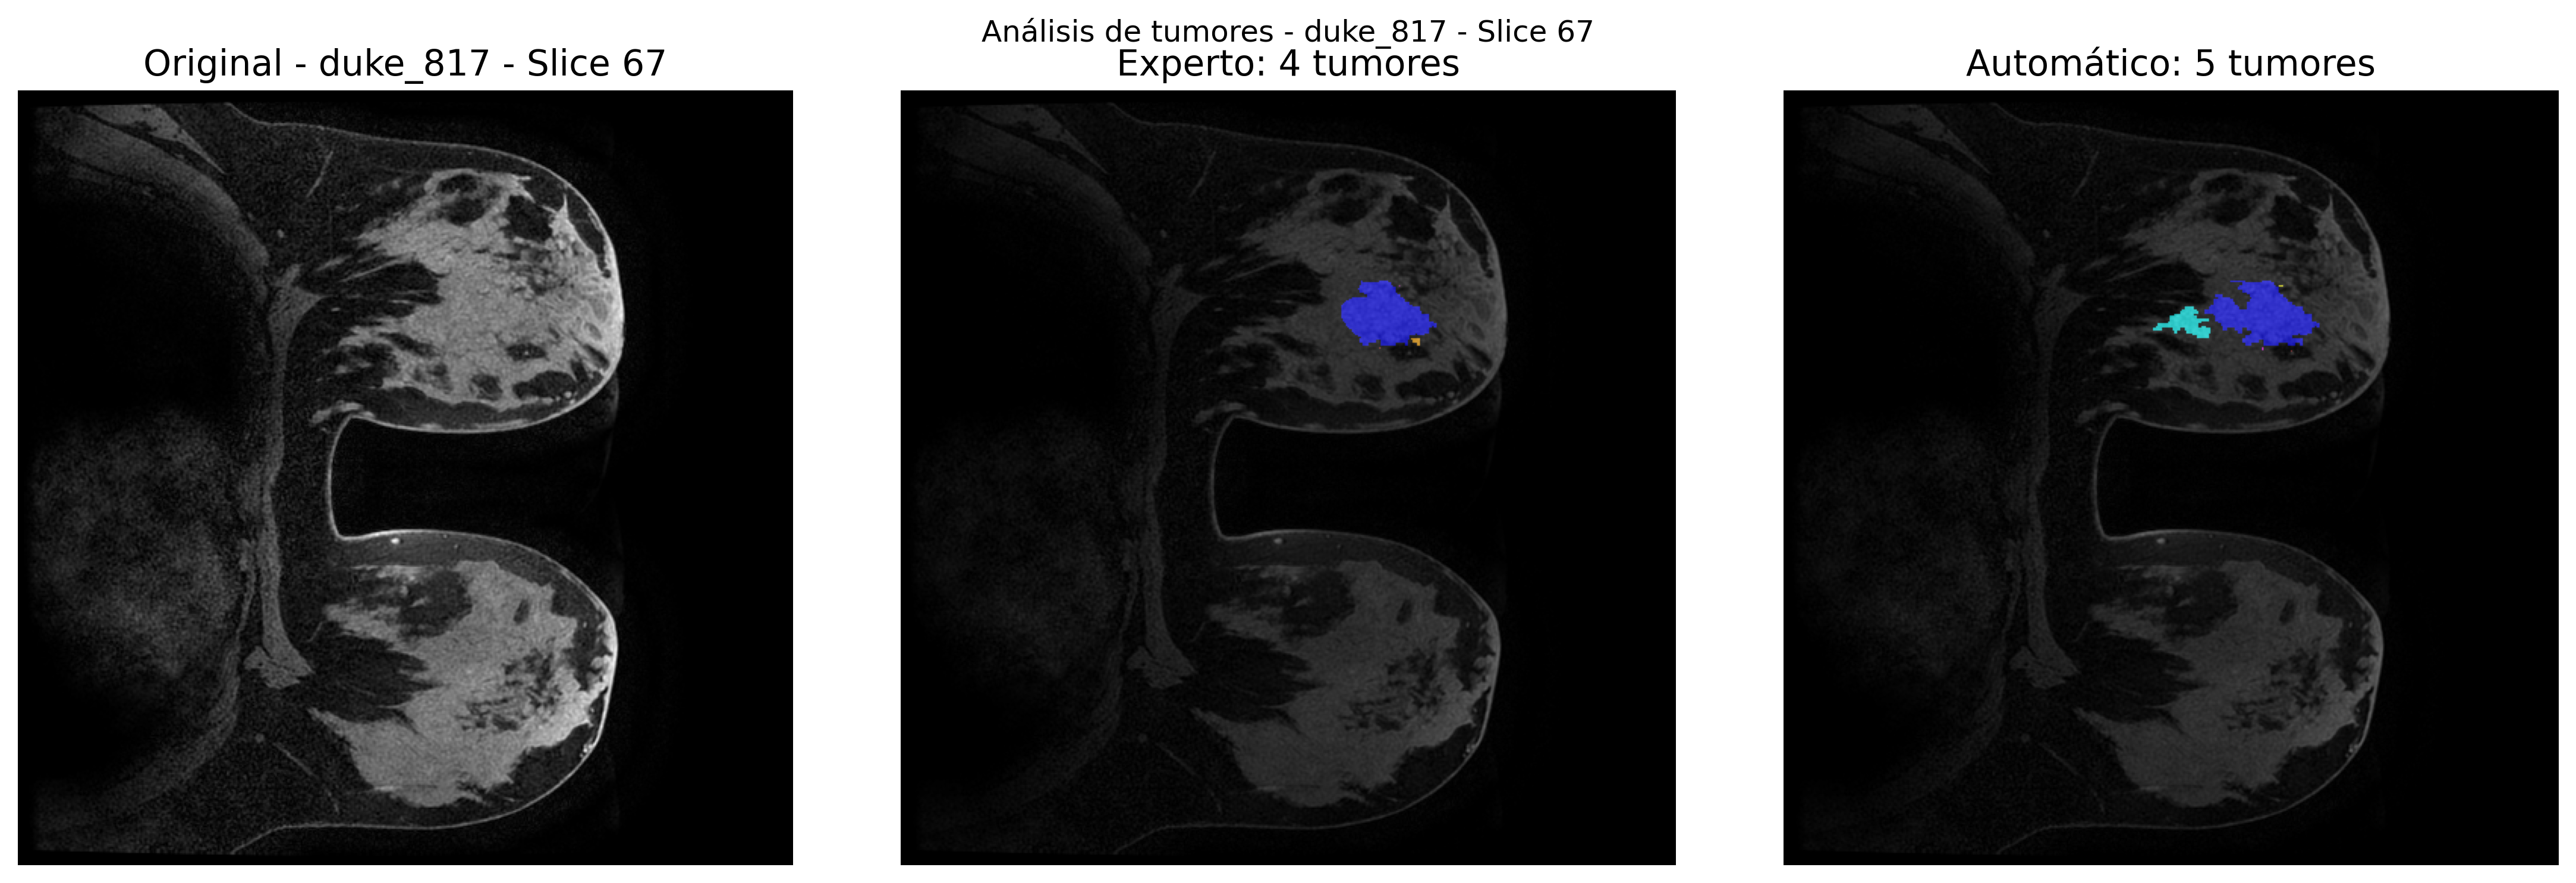 Análisis de tumores - duke_817 - Slice 67
Original - duke_817 - Slice 67
Experto: 4 tumores
Automático: 5 tumores